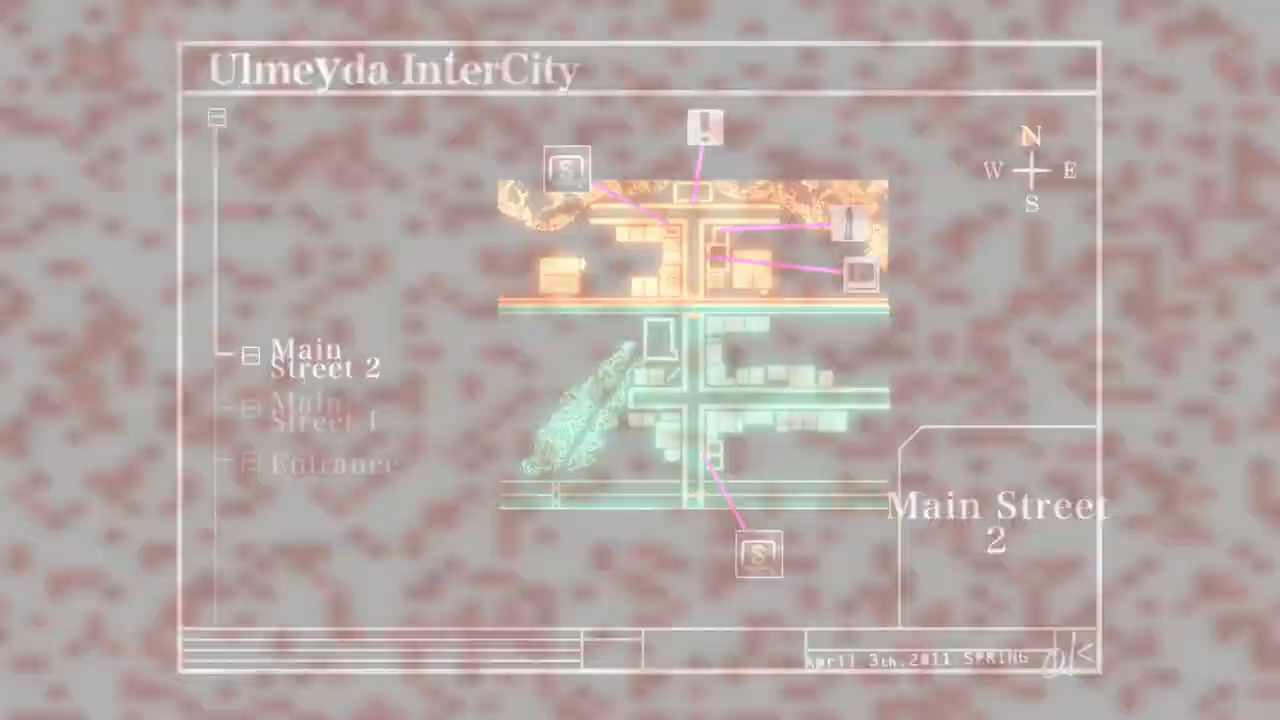 Ulmeyda InterCity
N
W E
S
S
S
Main
Street 2
Main
Street 1
Entrance
Main Street
2
April 3th.2011 SPRING